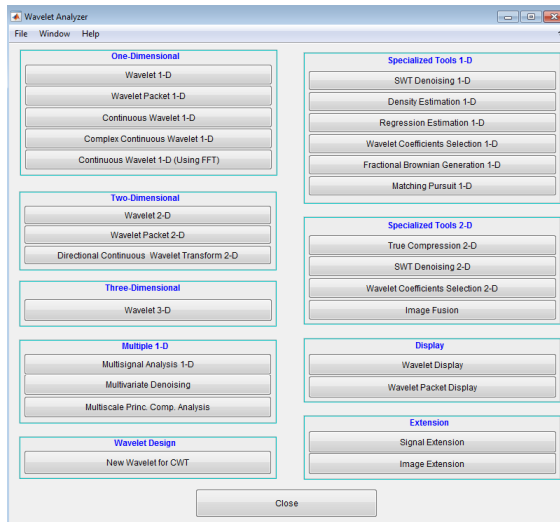 Wavelet Analyzer
File Window Help
One-Dimensional
Wavelet 1-D
Wavelet Packet 1-D
Continuous Wavelet 1-D
Complex Continuous Wavelet 1-D
Continuous Wavelet 1-D (Using FFT)
Two-Dimensional
Wavelet 2-D
Wavelet Packet 2-D
Directional Continuous Wavelet Transform 2-D
Three-Dimensional
Wavelet 3-D
Multiple 1-D
Multisignal Analysis 1-D
Multivariate Denoising
Multiscale Princ. Comp. Analysis
Wavelet Design
New Wavelet for CWT
Specialized Tools 1-D
SWT Denoising 1-D
Density Estimation 1-D
Regression Estimation 1-D
Wavelet Coefficients Selection 1-D
Fractional Brownian Generation 1-D
Matching Pursuit 1-D
Specialized Tools 2-D
True Compression 2-D
SWT Denoising 2-D
Wavelet Coefficients Selection 2-D
Image Fusion
Display
Wavelet Display
Wavelet Packet Display
Extension
Signal Extension
Image Extension
Close